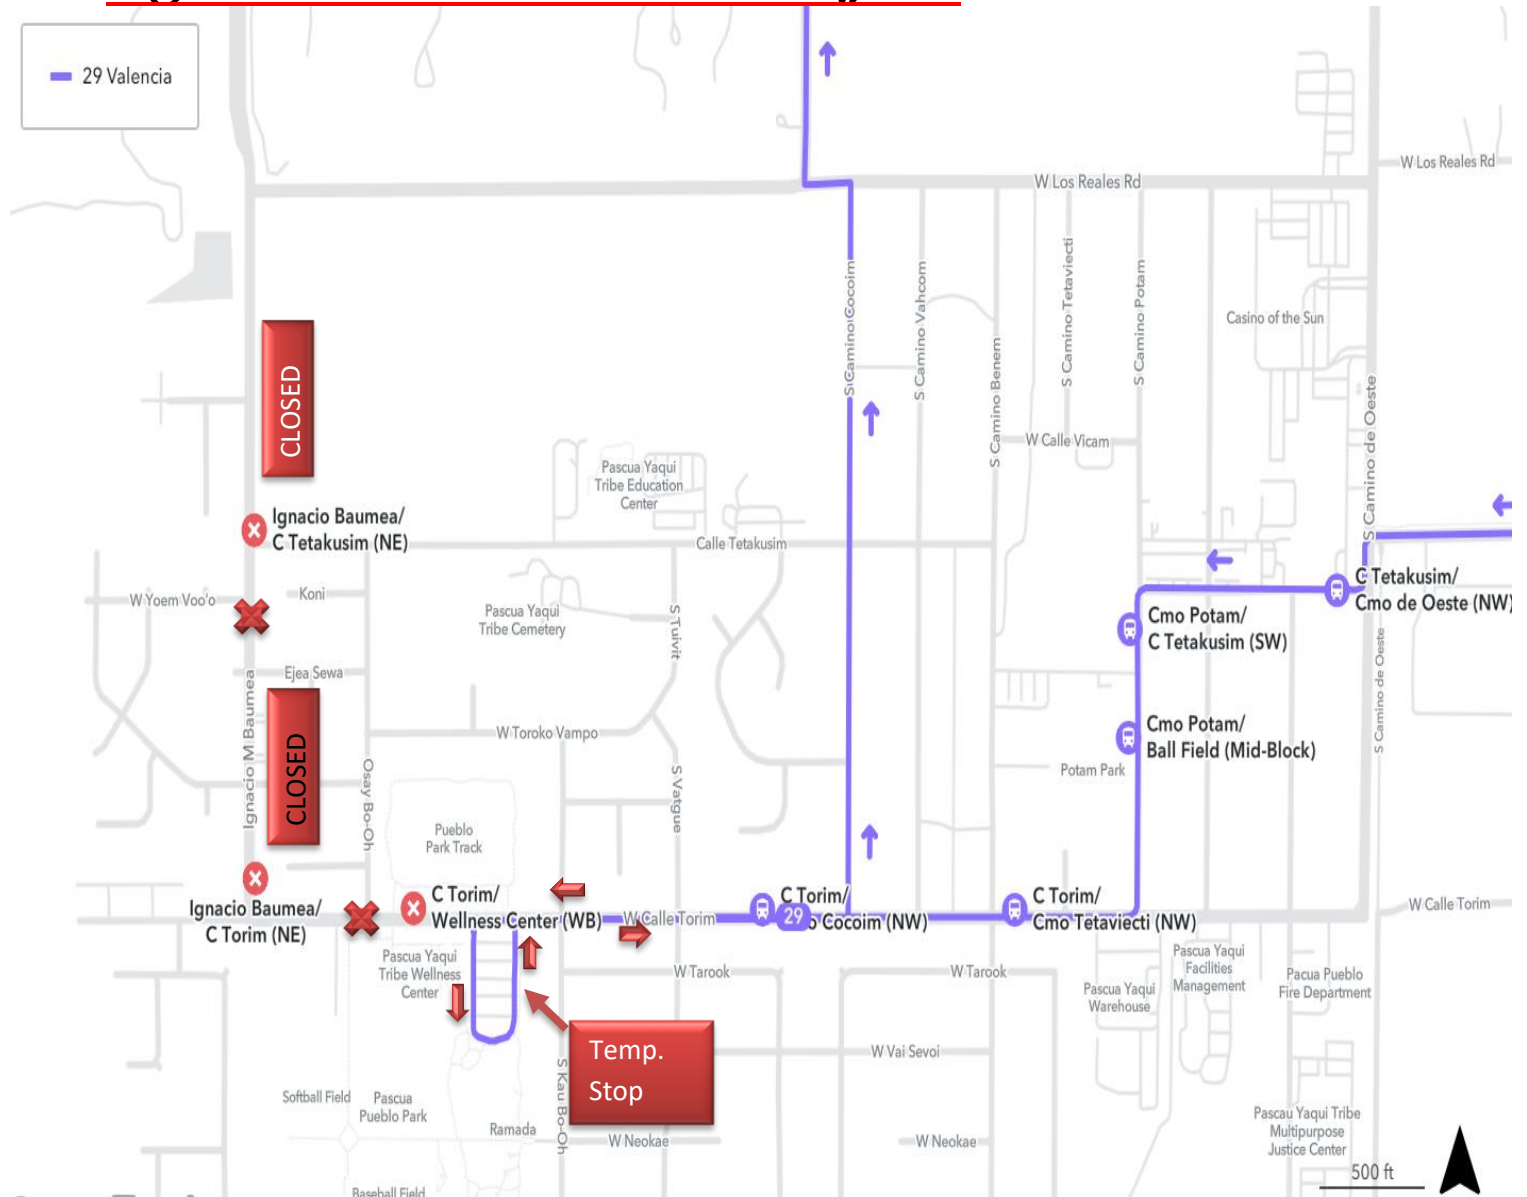 29 Valencia
W Los Reales Rd
W Los Reales Rd
S Camino Cocoim
S Camino Vahcom
S Camino Benem
S Camino Tetaviecti
S Camino Potam
Casino of the Sun
S Camino de Oeste
CLOSED
W Calle Vicam
Pascua Yaqui
Tribe Education
Center
Ignacio Baumea/
C Tetakusim (NE)
Calle Tetakusim
W Yoem Voo'o
Koni
Pascua Yaqui
Tribe Cemetery
S Tuivit
C Tetakusim/
Cmo de Oeste (NW)
Cmo Potam/
C Tetakusim (SW)
Ejea Sewa
S Camino de Oeste
Ignacio M Baumea
CLOSED
W Toroko Vampo
Cmo Potam/
Ball Field (Mid-Block)
Potam Park
Osay Bo-Oh
S Vatgue
Pueblo
Park Track
Ignacio Baumea/
C Torim (NE)
C Torim/
Wellness Center (WB)
W Calle Torim
C Torim/
29
o Cocoim (NW)
C Torim/
Cmo Tetaviecti (NW)
W Calle Torim
Pascua Yaqui
Tribe Wellness
Center
W Tarook
W Tarook
Pascua Yaqui
Facilities
Management
Pascua Yaqui
Warehouse
Pacua Pueblo
Fire Department
Temp.
Stop
W Vai Sevoi
S Kau Bo-Oh
Softball Field
Pascua
Pueblo Park
Ramada
W Neokae
W Neokae
Pascau Yaqui Tribe
Multipurpose
Justice Center
500 ft
Baseball Field